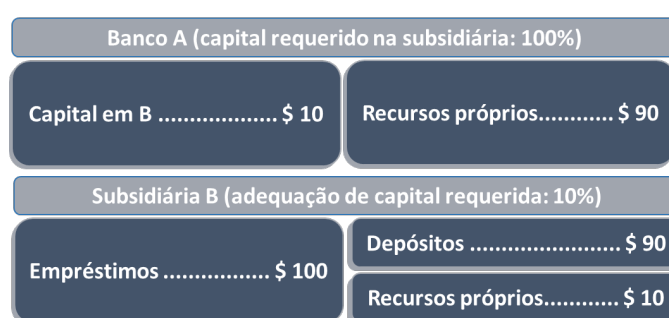 Banco A (capital requerido na subsidiária: 100%)
Capital em B .................... $ 10
Recursos próprios............ $ 90
Subsidiária B (adequação de capital requerida: 10%)
Empréstimos .................. $ 100
Depósitos ......................... $ 90
Recursos próprios............ $ 10